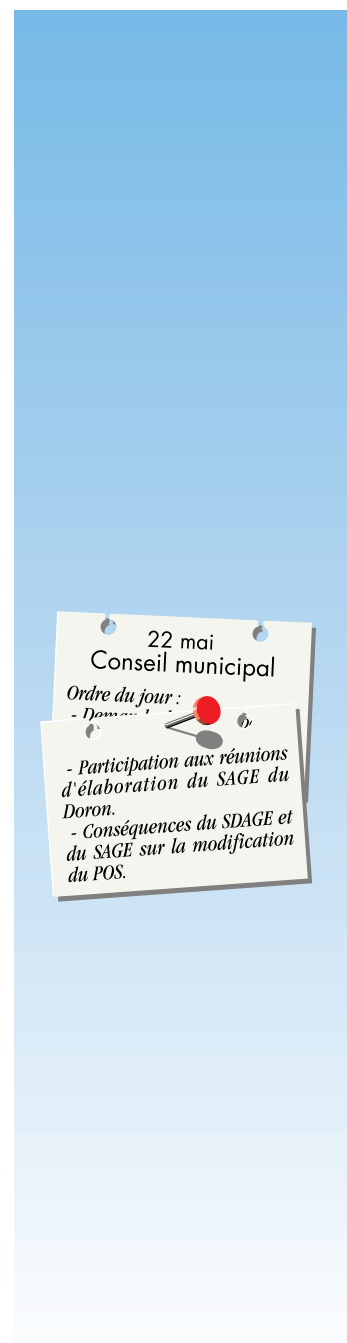 22 mai
Conseil municipal
Ordre du jour :
- Participation aux réunions
d'élaboration du SAGE du
Doron.
- Conséquences du SDAGE et
du SAGE sur la modification
du POS.